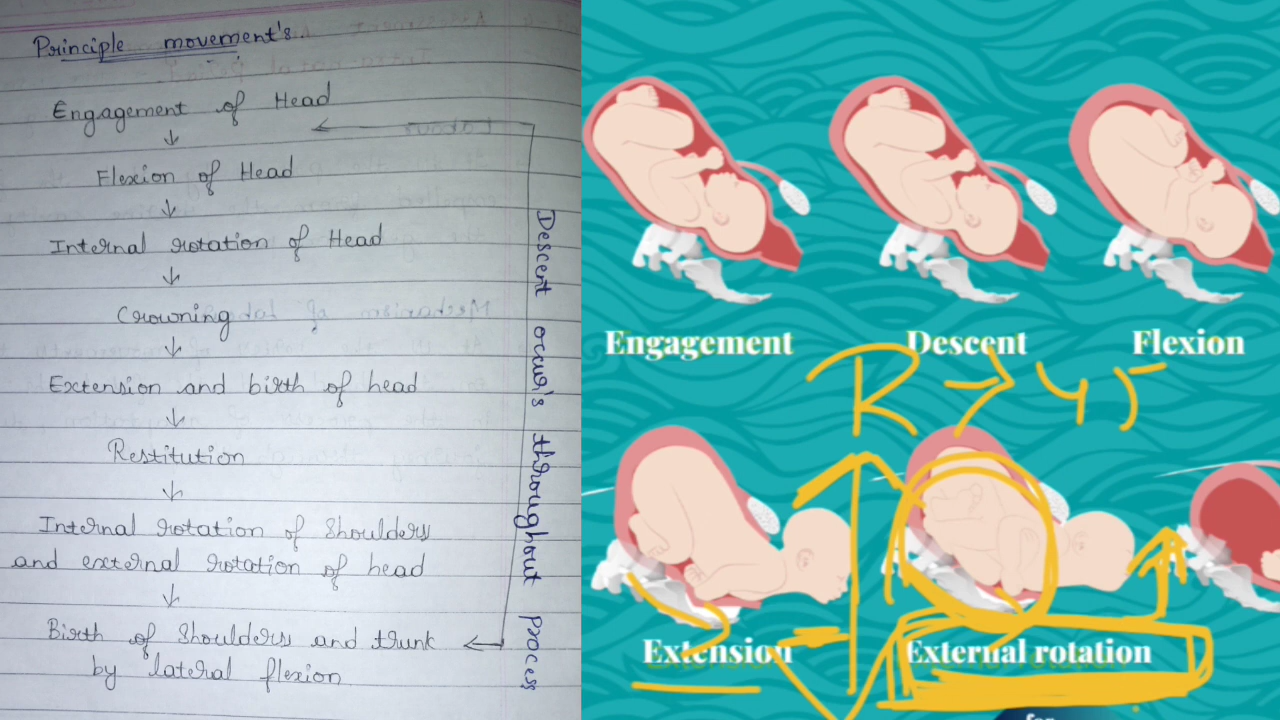 Principle movement's
Engagement of Head
↓
Flexion of Head
↓
Internal rotation of Head
↓
Crowning
↓
Extension and birth of head
↓
Restitution
↓
Internal rotation of Shoulders
and external rotation of head
↓
Birth of Shoulders and trunk
by lateral flexion
Descent occur's throughout process
Engagement
Descent
Flexion
R → 45
Extension
External rotation
for